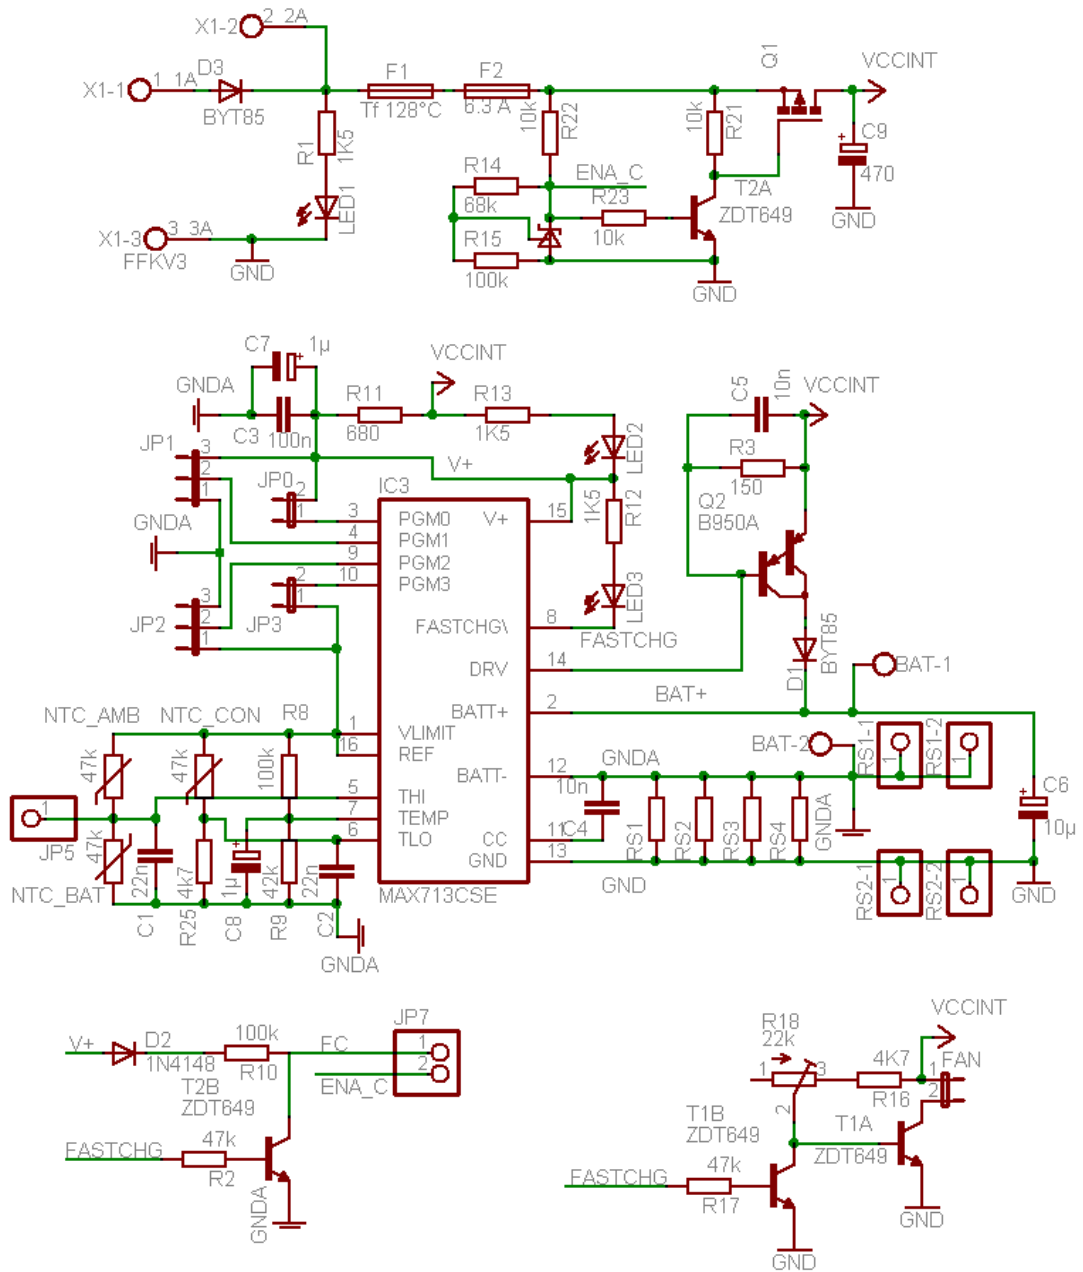 X1-2
2 2A
X1-1
1 1A
D3
BYT85
F1
Tf 128°C
F2
6.3 A
10k
R22
10k
R21
Q1
VCCINT
C9
470
GND
R1
1K5
LED1
X1-3
3 3A
FFKV3
GND
R14
68k
ENA_C
R23
10k
T2A
ZDT649
R15
100k
GND
C7
1µ
GNDA
C3
100n
R11
680
VCCINT
R13
1K5
LED2
C5
10n
VCCINT
R3
150
Q2
B950A
JP1
3
2
1
JP0
2
1
V+
1K5
R12
LED3
GNDA
IC3
3
PGM0
V+
15
4
PGM1
9
PGM2
10
PGM3
JP3
2
1
JP2
3
2
1
FASTCHG\
8
FASTCHG
DRV
14
BYT85
D1
BAT-1
BATT+
2
BAT+
NTC_AMB
NTC_CON
R8
1
VLIMIT
16
REF
BAT-2
RS1-1
1
RS1-2
1
47k
47k
100k
BATT-
12
GNDA
10n
C4
5
THI
7
TEMP
6
TLO
CC
11
GND
13
RS1
RS2
RS3
RS4
GNDA
C6
10µ
1
JP5
47k
NTC_BAT
22n
C1
4k7
R25
1µ
C8
42k
R9
22n
C2
MAX713CSE
GND
RS2-1
1
RS2-2
1
GND
GNDA
V+
D2
1N4148
100k
R10
FC
ENA_C
JP7
1
2
T2B
ZDT649
FASTCHG
47k
R2
GNDA
R18
22k
1
3
2
4K7
R16
VCCINT
FAN
1
2
T1B
ZDT649
T1A
ZDT649
FASTCHG
47k
R17
GND
GND